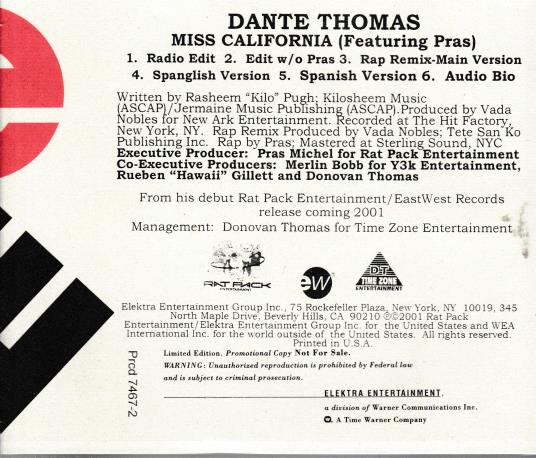 DANTE THOMAS
MISS CALIFORNIA (Featuring Pras)
1. Radio Edit 2. Edit w/o Pras 3. Rap Remix-Main Version
4. Spanglish Version 5. Spanish Version 6. Audio Bio
Written by Rasheem "Kilo" Pugh; Kilosheem Music
(ASCAP)/Jermaine Music Publishing (ASCAP).Produced by Vada
Nobles for New Ark Entertainment. Recorded at The Hit Factory,
New York, NY. Rap Remix Produced by Vada Nobles; Tete San Ko
Publishing Inc. Rap by Pras; Mastered at Sterling Sound, NYC
Executive Producer: Pras Michel for Rat Pack Entertainment
Co-Executive Producers: Merlin Bobb for Y3k Entertainment,
Rueben "Hawaii" Gillett and Donovan Thomas
From his debut Rat Pack Entertainment/EastWest Records
release coming 2001
Management: Donovan Thomas for Time Zone Entertainment
RAT PACK
ENTERTAINMENT
ew
DT
TIME ZONE
ENTERTAINMENT
Elektra Entertainment Group Inc., 75 Rockefeller Plaza, New York, NY 10019, 345
North Maple Drive, Beverly Hills, CA 90210 ℗©2001 Rat Pack
Entertainment/Elektra Entertainment Group Inc. for the United States and WEA
International Inc. for the world outside of the United States. All rights reserved.
Printed in U.S.A.
Limited Edition. Promotional Copy Not For Sale.
WARNING: Unauthorized reproduction is prohibited by Federal law
and is subject to criminal prosecution.
ELEKTRA ENTERTAINMENT,
a division of Warner Communications Inc.
A Time Warner Company
Prcd 7467-2